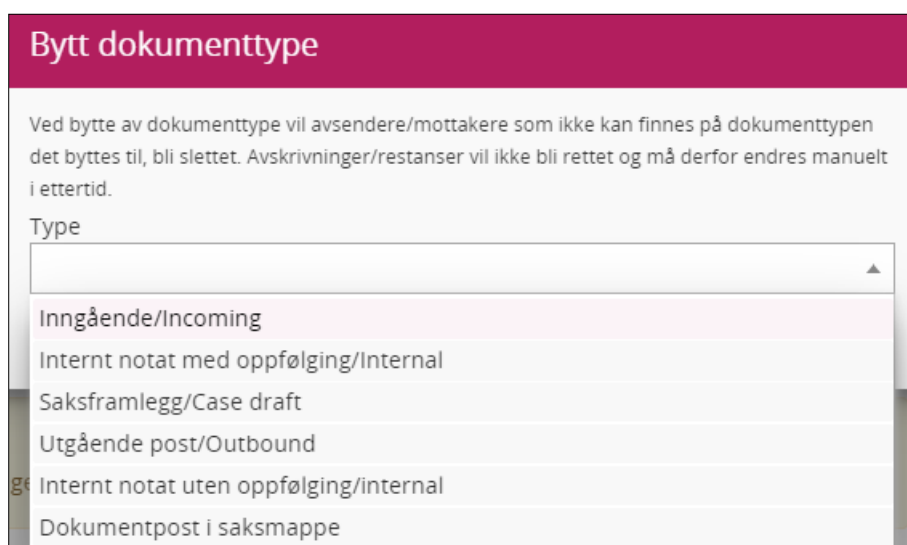 Bytt dokumenttype
Ved bytte av dokumenttype vil avsendere/mottakere som ikke kan finnes på dokumenttypen
det byttes til, bli slettet. Avskrivninger/restanser vil ikke bli rettet og må derfor endres manuelt
i ettertid.
Type
Inngående/Incoming
Internt notat med oppfølging/Internal
Saksframlegg/Case draft
Utgående post/Outbound
Internt notat uten oppfølging/internal
Dokumentpost i saksmappe